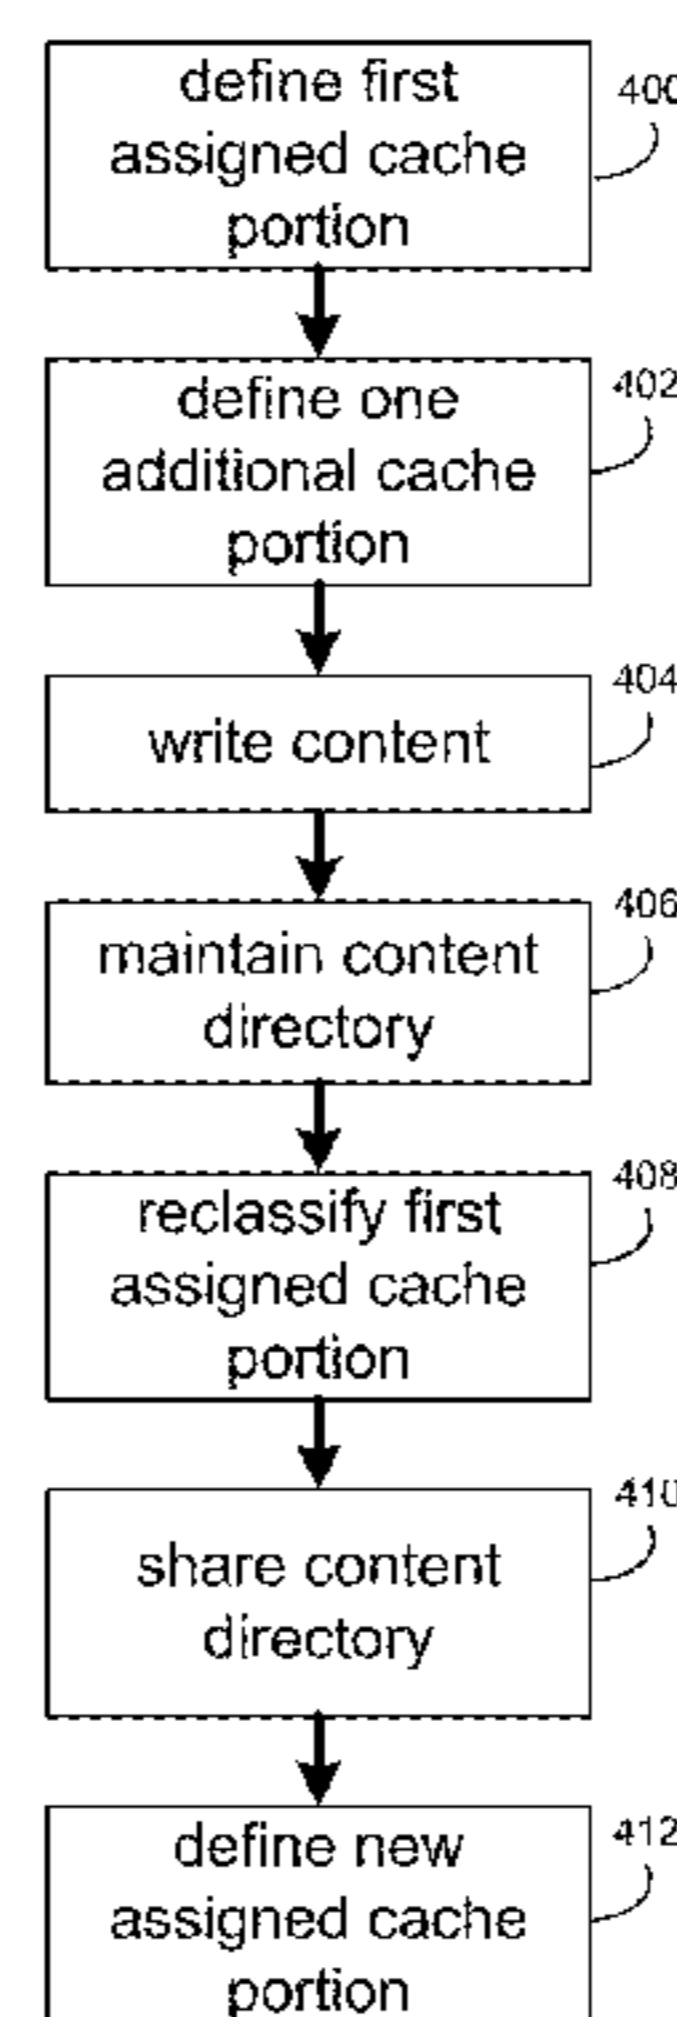 define first
assigned cache
portion
400
define one
additional cache
portion
402
write content
404
maintain content
directory
406
reclassify first
assigned cache
portion
408
share content
directory
410
define new
assigned cache
portion
412